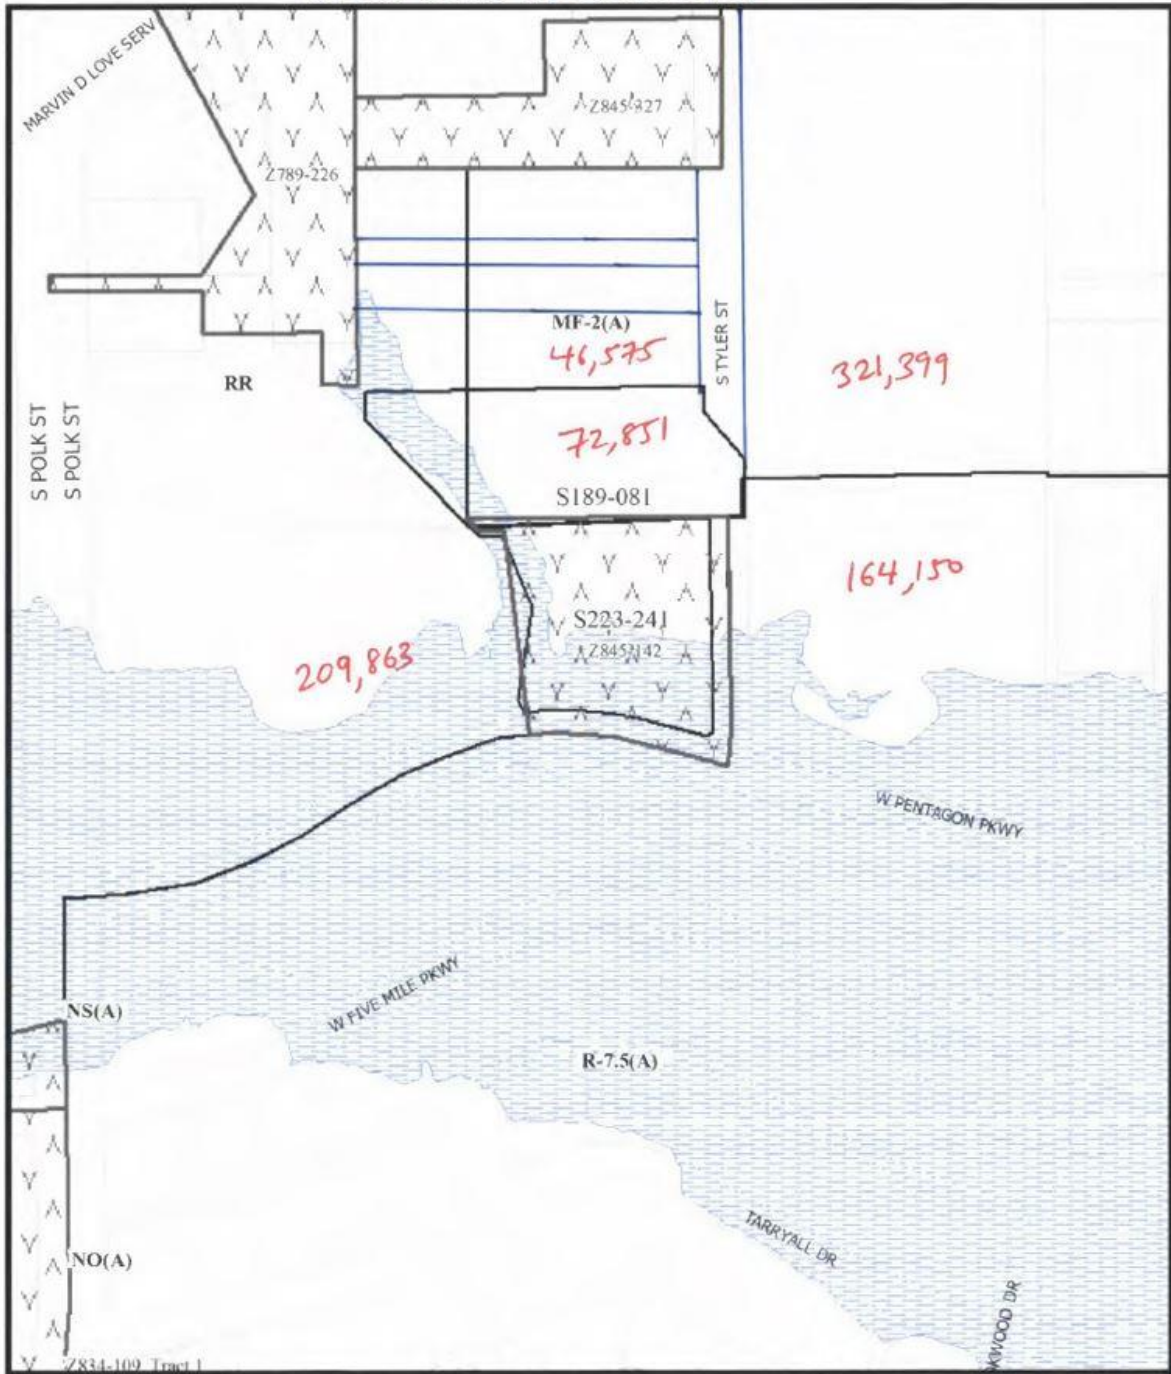 MARVIN D LOVE SERV
Z845-327
Z789-226
MF-2(A)
46,575
S TYLER ST
321,399
RR
S POLK ST
S POLK ST
72,851
S189-081
164,150
S223-241
Z845-142
209,863
W PENTAGON PKWY
W FIVE MILE PKWY
NS(A)
R-7.5(A)
TARRYALL DR
NO(A)
KWOOD DR
Z834-109 Tract 1